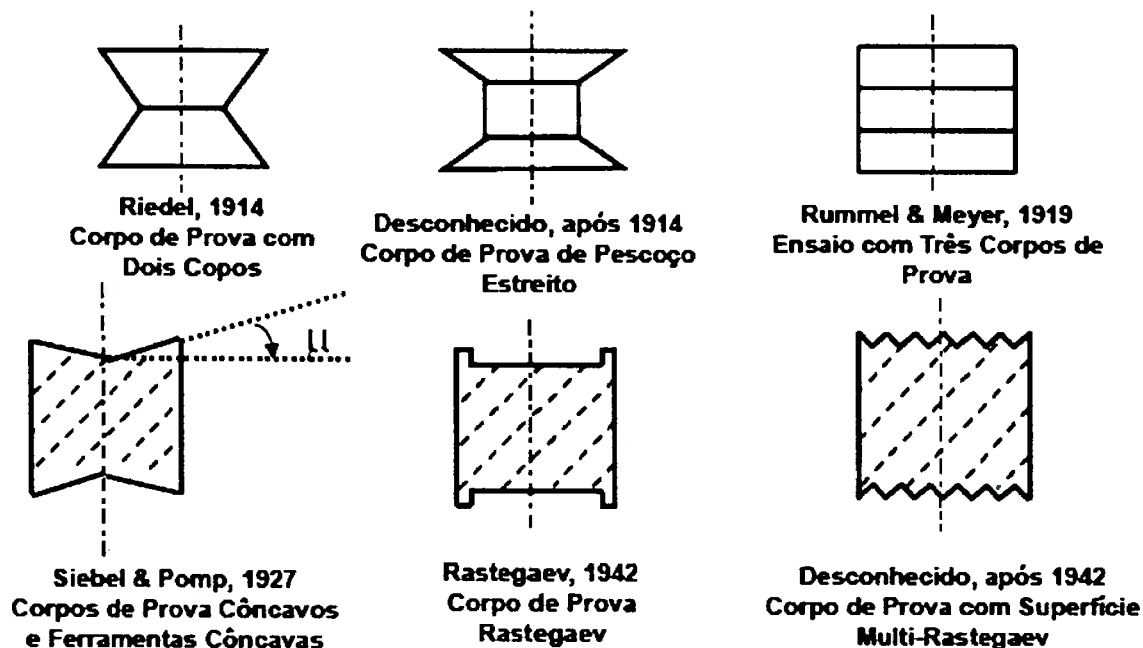 Riedel, 1914
Corpo de Prova com
Dois Copos
Desconhecido, após 1914
Corpo de Prova de Pescoço
Estreito
Rummel & Meyer, 1919
Ensaio com Três Corpos de
Prova
μ
Siebel & Pomp, 1927
Corpos de Prova Côncavos
e Ferramentas Côncavas
Rastegaev, 1942
Corpo de Prova
Rastegaev
Desconhecido, após 1942
Corpo de Prova com Superfície
Multi-Rastegaev